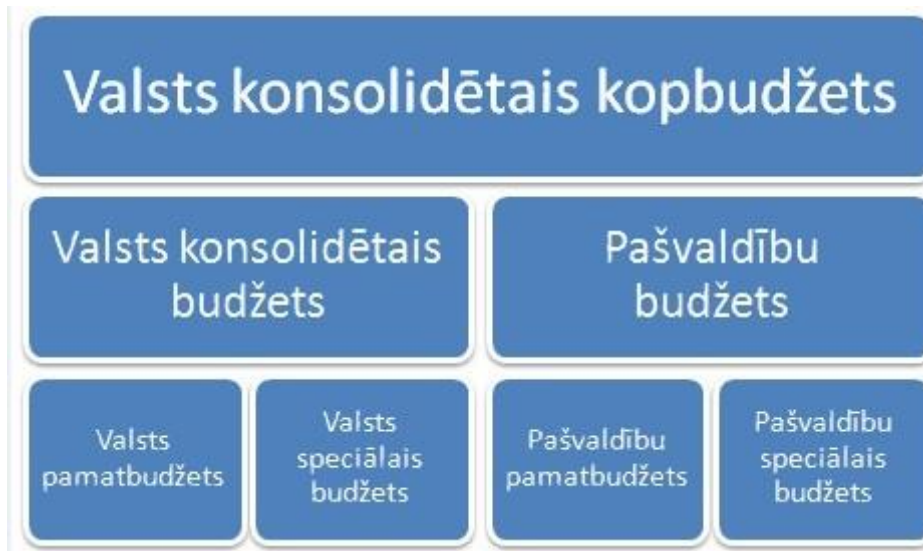 Valsts konsolidētais kopbudžets
Valsts konsolidētais
budžets
Pašvaldību
budžets
Valsts
pamatbudžets
Valsts
speciālais
budžets
Pašvaldību
pamatbudžets
Pašvaldību
speciālais
budžets